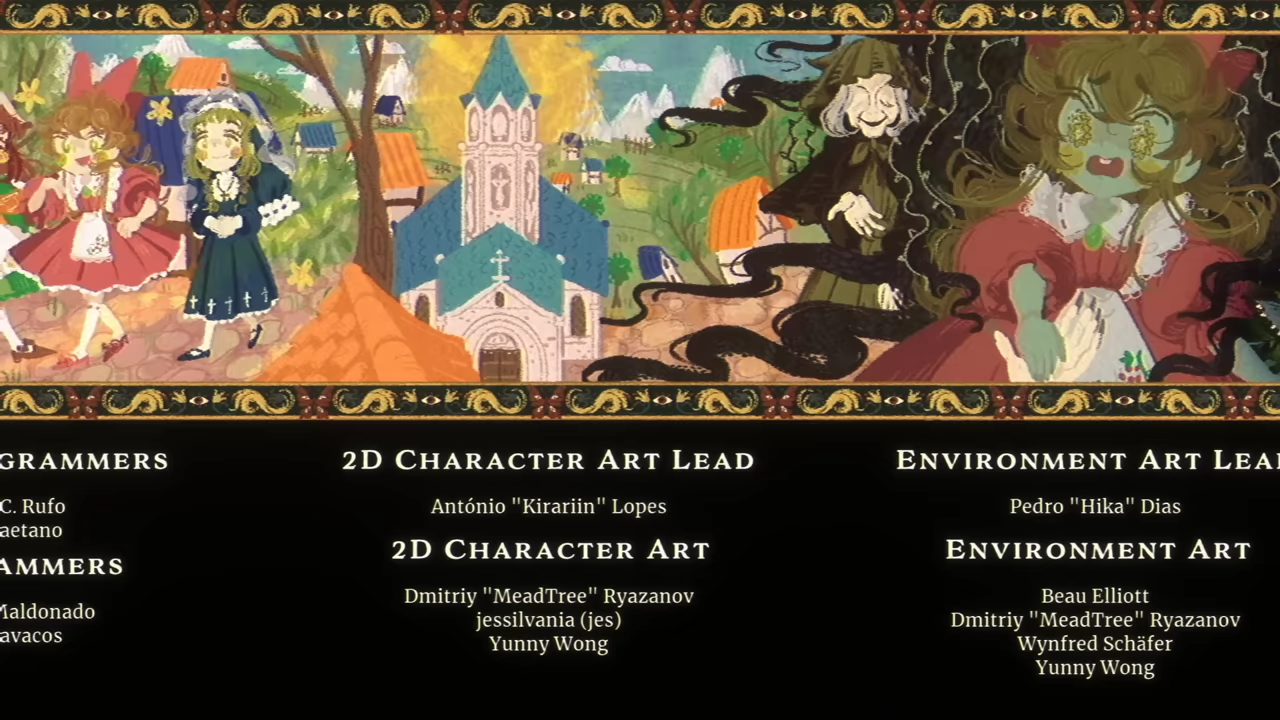 GRAMMERS
C. Rufo
aetano
AMMERS
Maldonado
avacos
2D Character Art Lead
António "Kirariin" Lopes
2D Character Art
Dmitriy "MeadTree" Ryazanov
jessilvania (jes)
Yunny Wong
Environment Art Lea
Pedro "Hika" Dias
Environment Art
Beau Elliott
Dmitriy "MeadTree" Ryazanov
Wynfred Schäfer
Yunny Wong